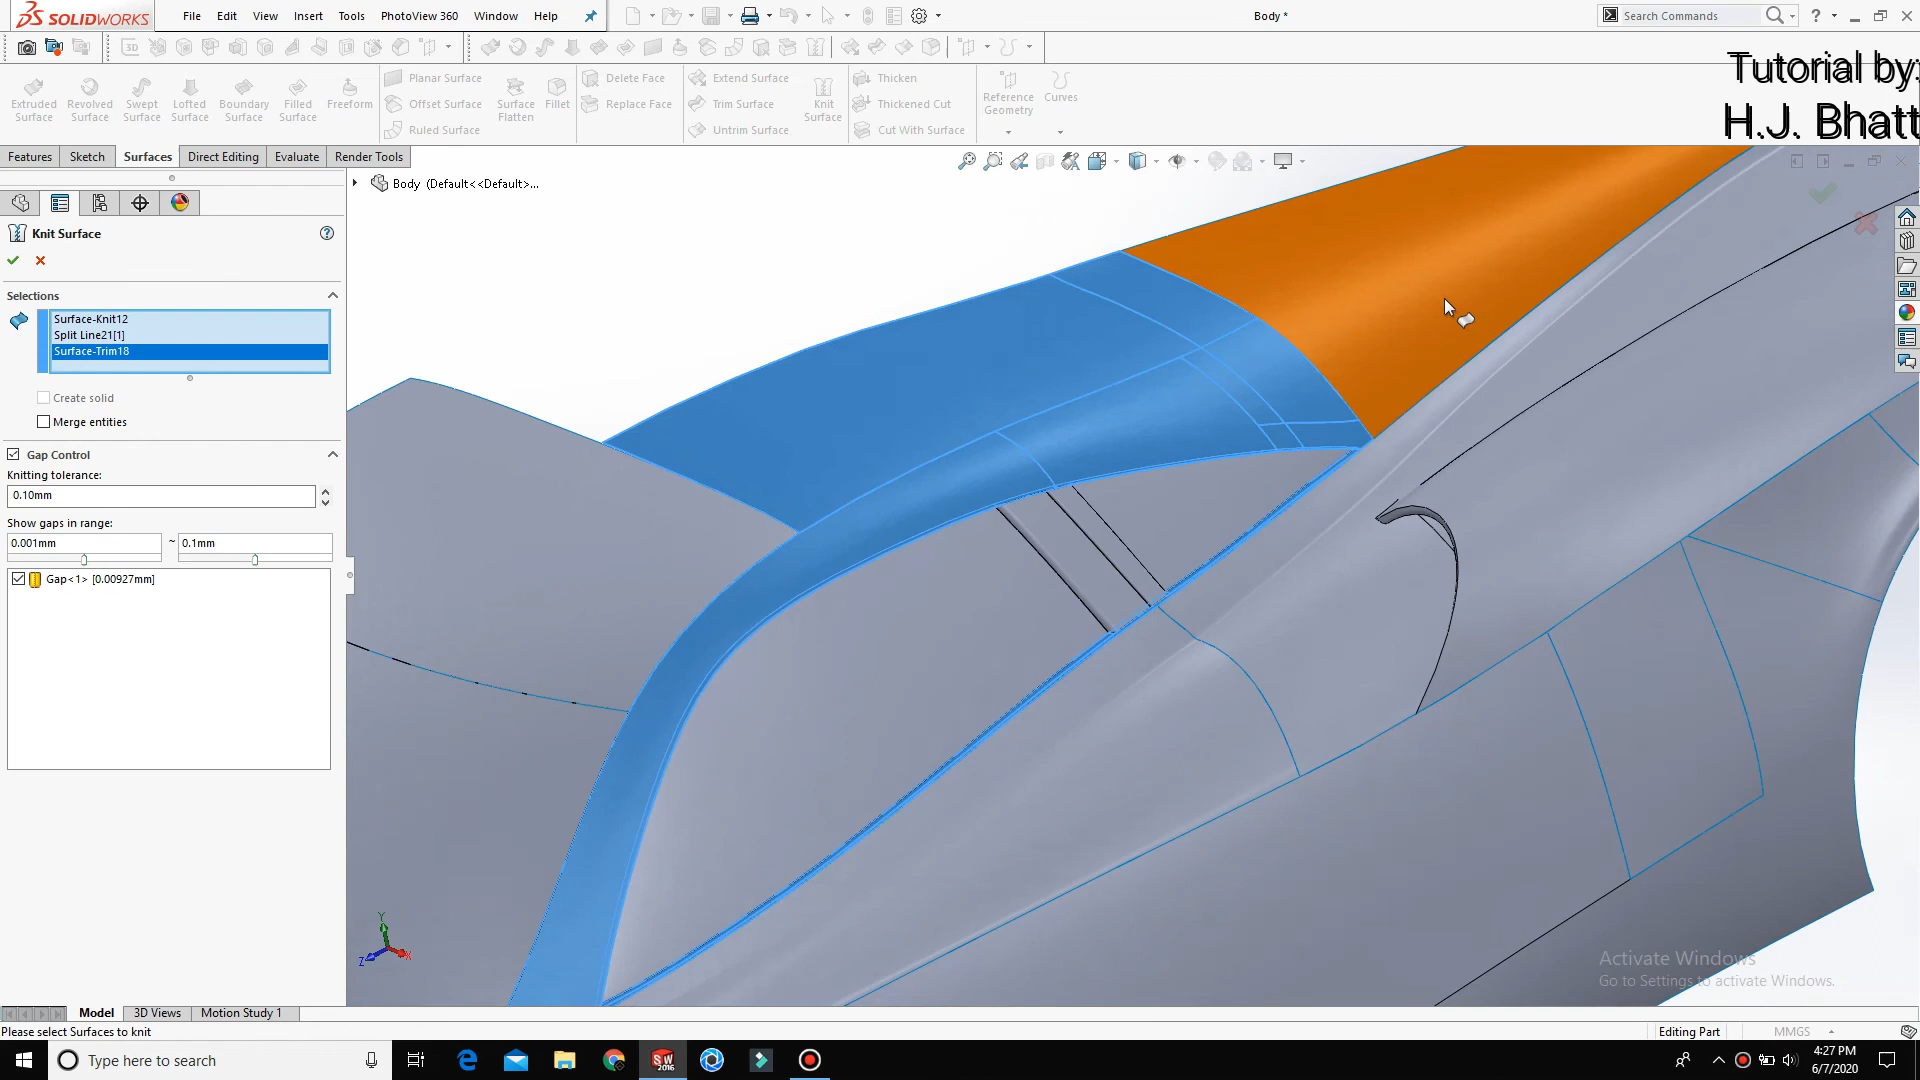 SOLIDWORKS
File Edit View Insert Tools PhotoView 360 Window Help
Body *
Search Commands
Tutorial by:
H.J. Bhatt
Extruded Surface
Revolved Surface
Swept Surface
Lofted Surface
Boundary Surface
Filled Surface
Freeform
Planar Surface
Offset Surface
Ruled Surface
Surface Flatten
Fillet
Delete Face
Replace Face
Extend Surface
Trim Surface
Untrim Surface
Knit Surface
Thicken
Thickened Cut
Cut With Surface
Reference Geometry
Curves
Features Sketch Surfaces Direct Editing Evaluate Render Tools
Body (Default<<Default>...
Knit Surface
Selections
Surface-Knit12
Split Line21[1]
Surface-Trim18
Create solid
Merge entities
Gap Control
Knitting tolerance:
0.10mm
Show gaps in range:
0.001mm ~ 0.1mm
Gap<1> [0.00927mm]
Y
Z
X
Activate Windows
Go to Settings to activate Windows.
Model 3D Views Motion Study 1
Please select Surfaces to knit
Editing Part
MMGS
Type here to search
SW
2016
4:27 PM
6/7/2020